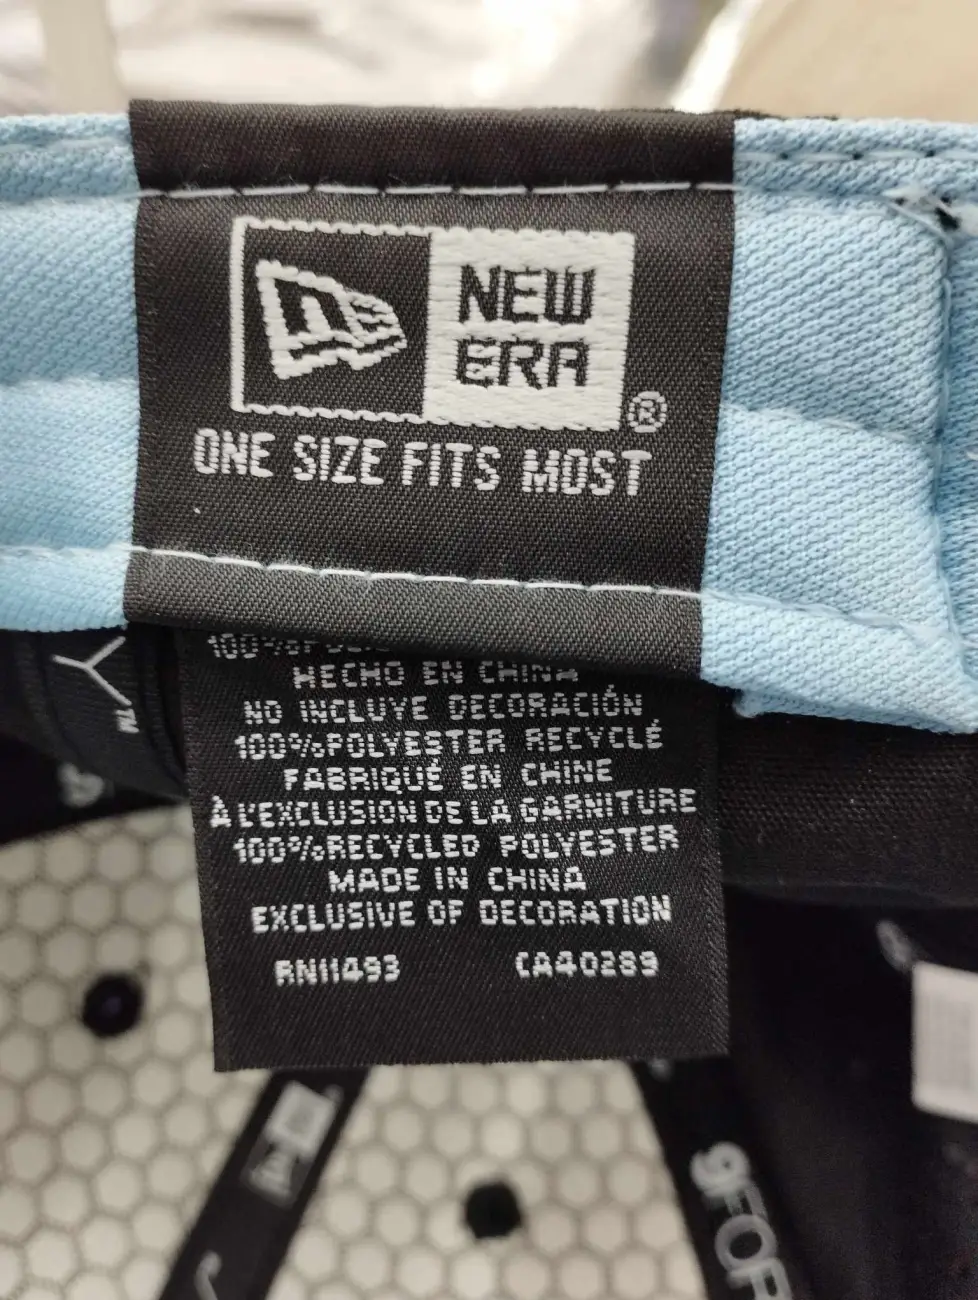 NEW
ERA
®
ONE SIZE FITS MOST
HECHO EN CHINA
NO INCLUYE DECORACIÓN
100%POLYESTER RECYCLÉ
FABRIQUÉ EN CHINE
À L'EXCLUSION DE LA GARNITURE
100%RECYCLED POLYESTER
MADE IN CHINA
EXCLUSIVE OF DECORATION
RN11493 CA40289